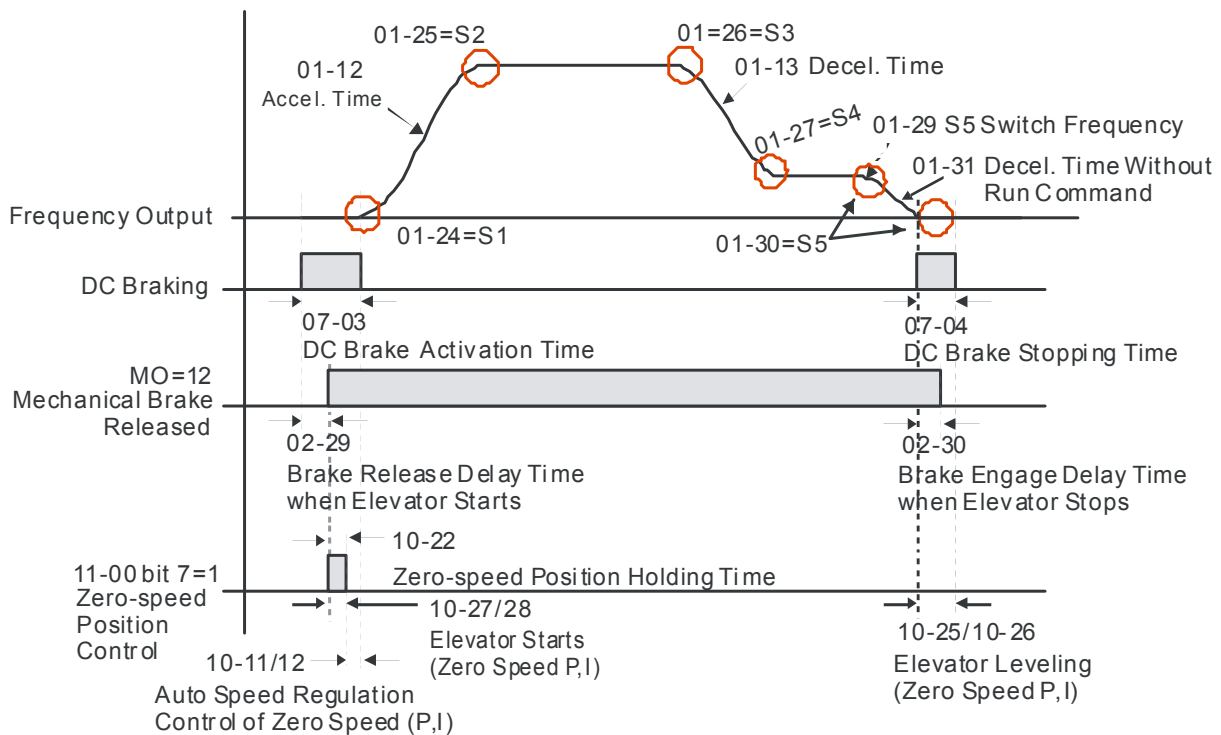 01-25=S2
01=26=S3
01-12
Accel. Time
01-13 Decel. Time
01-27=S4
01-29 S5 Switch Frequency
01-31 Decel. Time Without
Run Command
Frequency Output
01-24=S1
01-30=S5
DC Braking
07-03
DC Brake Activation Time
07-04
DC Brake Stopping Time
MO=12
Mechanical Brake
Released
02-29
Brake Release Delay Time
when Elevator Starts
02-30
Brake Engage Delay Time
when Elevator Stops
10-22
Zero-speed Position Holding Time
11-00 bit 7=1
Zero-speed
Position
Control
10-27/28
Elevator Starts
(Zero Speed P,I)
10-25/10-26
Elevator Leveling
(Zero Speed P,I)
10-11/12
Auto Speed Regulation
Control of Zero Speed (P,I)